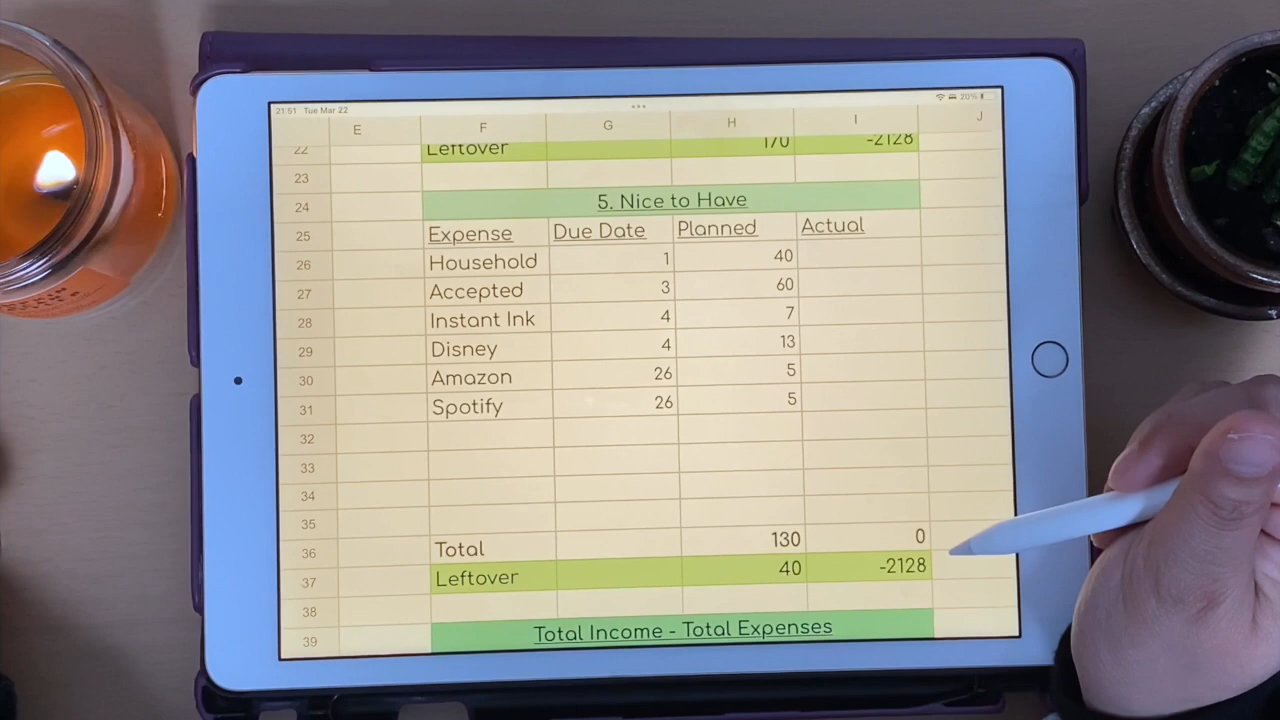 21:51 Tue Mar 22 20%
E F G H I J
22 Leftover 170 -2128
23
24 5. Nice to Have
25 Expense Due Date Planned Actual
26 Household 1 40
27 Accepted 3 60
28 Instant Ink 4 7
29 Disney 4 13
30 Amazon 26 5
31 Spotify 26 5
32
33
34
35
36 Total 130 0
37 Leftover 40 -2128
38
39 Total Income - Total Expenses